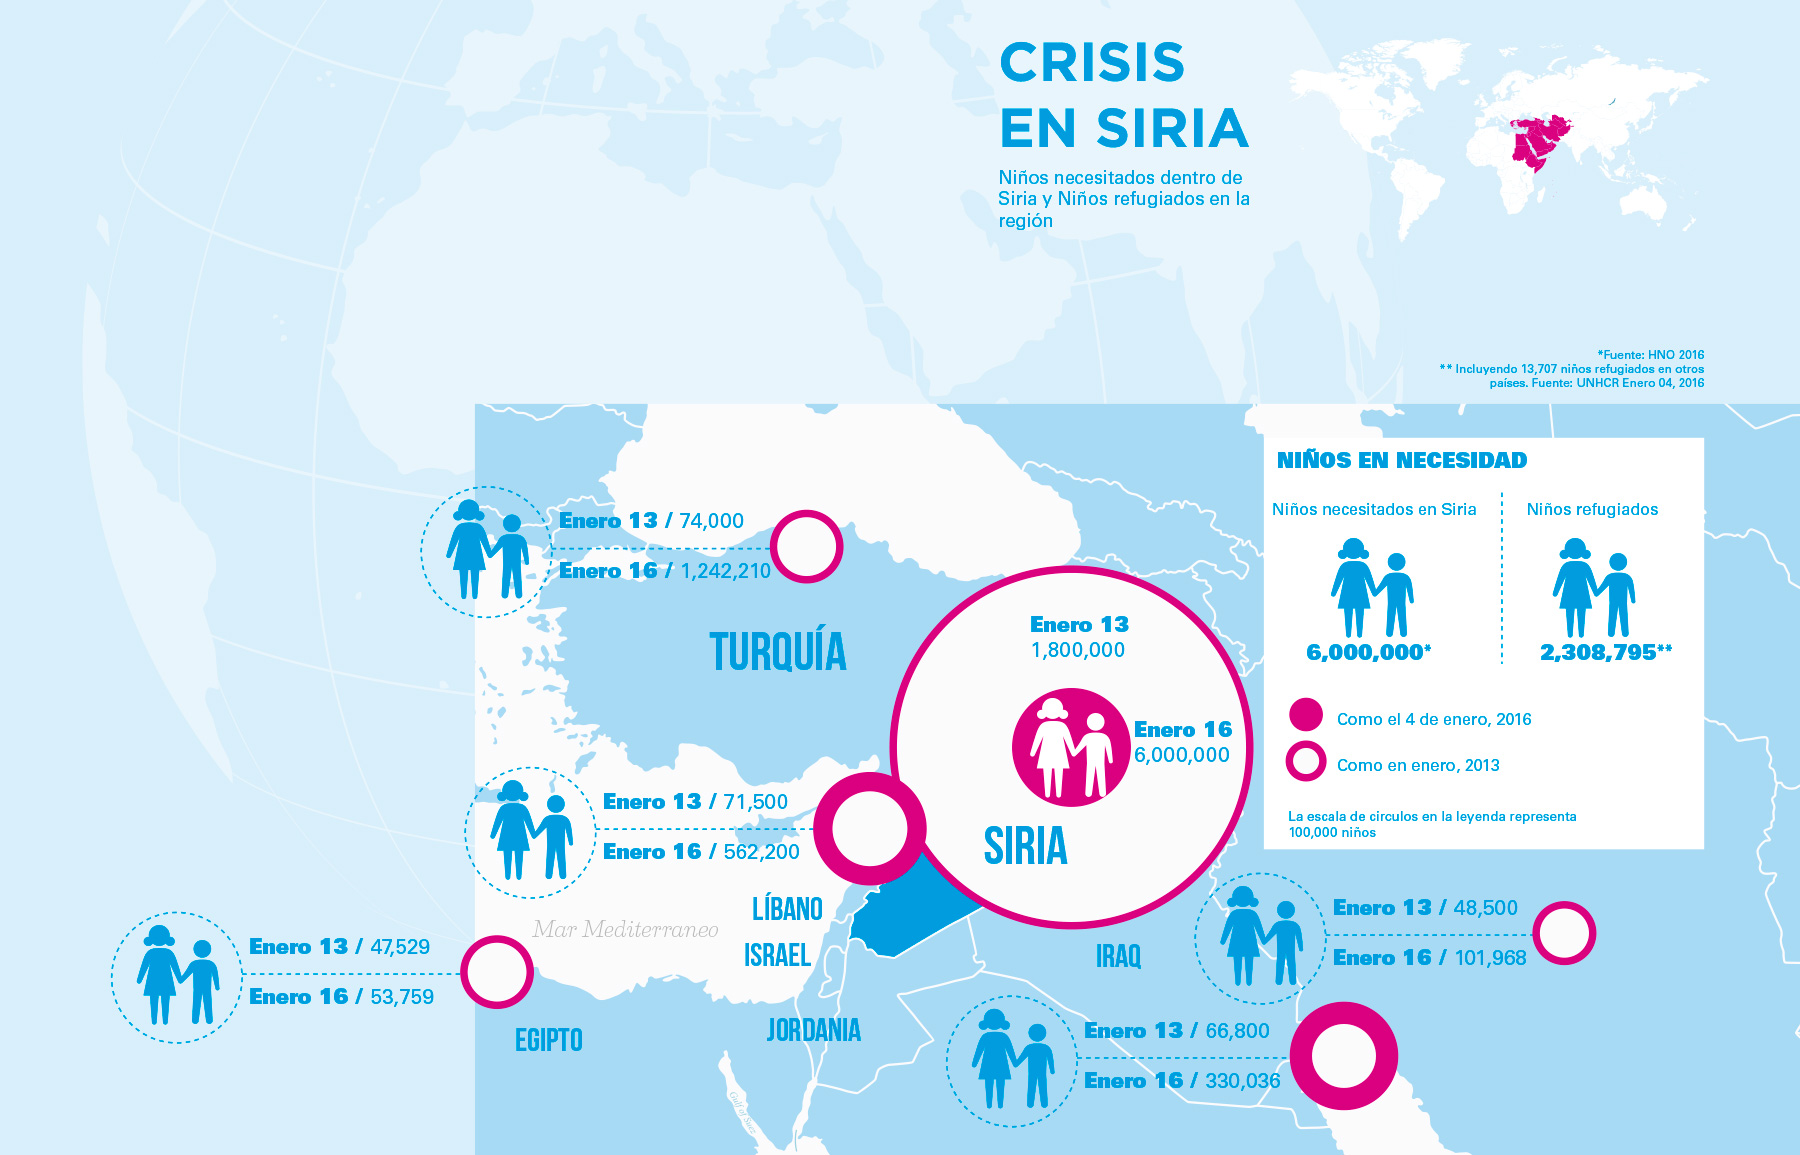 CRISIS
EN SIRIA
Niños necesitados dentro de
Siria y Niños refugiados en la
región
*Fuente: HNO 2016
** Incluyendo 13,707 niños refugiados en otros
países. Fuente: UNHCR Enero 04, 2016
NIÑOS EN NECESIDAD
Niños necesitados en Siria
Niños refugiados
6,000,000*
2,308,795**
Como el 4 de enero, 2016
Como en enero, 2013
La escala de circulos en la leyenda representa
100,000 niños
Enero 13 / 74,000
Enero 16 / 1,242,210
TURQUÍA
Enero 13
1,800,000
Enero 16
6,000,000
SIRIA
Enero 13 / 71,500
Enero 16 / 562,200
LÍBANO
Mar Mediterraneo
ISRAEL
IRAQ
Enero 13 / 48,500
Enero 16 / 101,968
Enero 13 / 47,529
Enero 16 / 53,759
EGIPTO
JORDANIA
Enero 13 / 66,800
Enero 16 / 330,036
Gulf of Suez